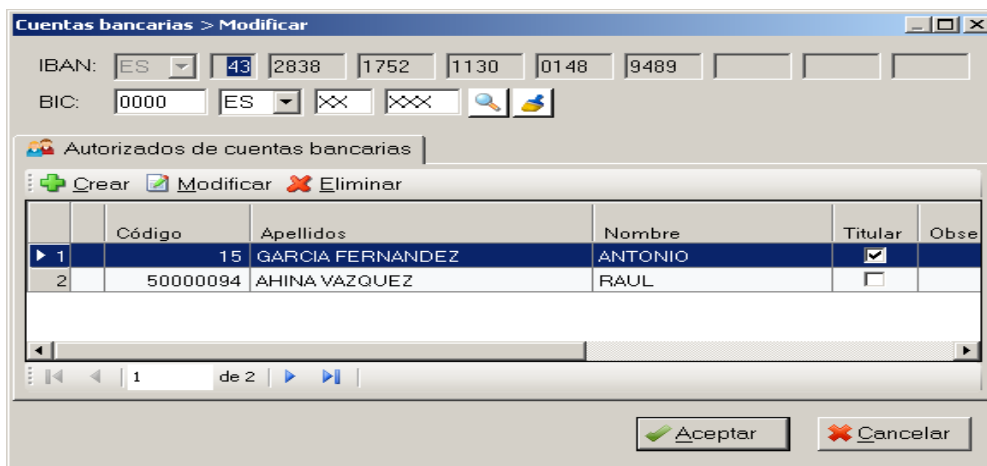 Cuentas bancarias > Modificar
IBAN: ES 43 2838 1752 1130 0148 9489
BIC: 0000 ES XX XXX
Autorizados de cuentas bancarias
Crear Modificar Eliminar
Código Apellidos Nombre Titular Obse
1 15 GARCIA FERNANDEZ ANTONIO
2 50000094 AHINA VAZQUEZ RAUL
1 de 2
Aceptar Cancelar